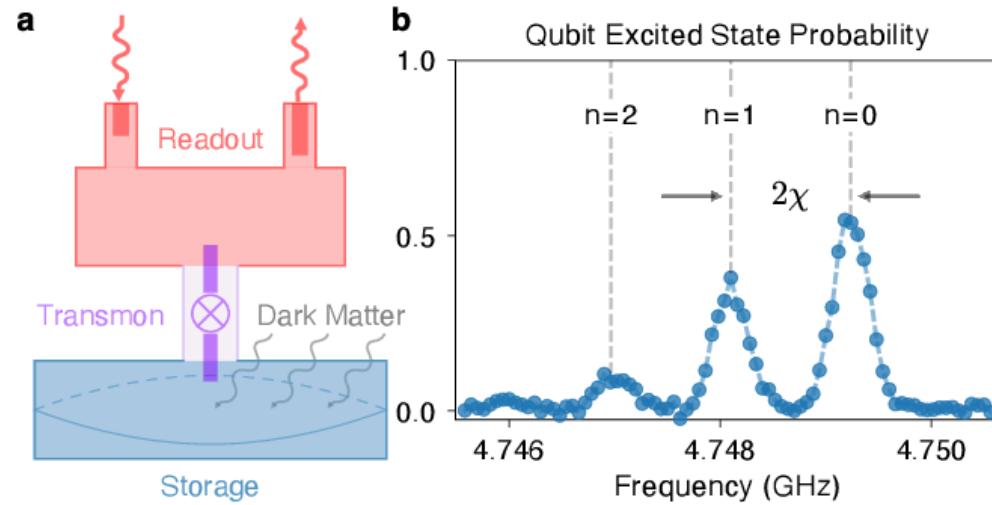 a
Readout
Transmon
Dark Matter
Storage
b
Qubit Excited State Probability
1.0
n=2 n=1 n=0
2χ
0.5
0.0
4.746 4.748 4.750
Frequency (GHz)